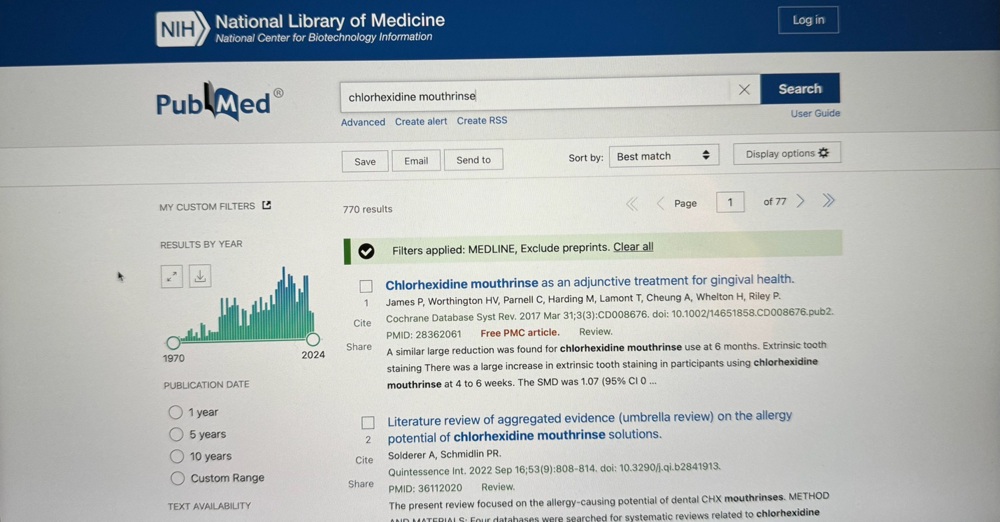 NIH National Library of Medicine
National Center for Biotechnology Information
Log in
PubMed®
chlorhexidine mouthrinse
Search
Advanced Create alert Create RSS
User Guide
Save Email Send to
Sort by: Best match
Display options
MY CUSTOM FILTERS
770 results
Page 1 of 77
RESULTS BY YEAR
1970 2024
PUBLICATION DATE
1 year
5 years
10 years
Custom Range
TEXT AVAILABILITY
Filters applied: MEDLINE, Exclude preprints. Clear all
1
Cite
Share
Chlorhexidine mouthrinse as an adjunctive treatment for gingival health.
James P, Worthington HV, Parnell C, Harding M, Lamont T, Cheung A, Whelton H, Riley P.
Cochrane Database Syst Rev. 2017 Mar 31;3(3):CD008676. doi: 10.1002/14651858.CD008676.pub2.
PMID: 28362061 Free PMC article. Review.
A similar large reduction was found for chlorhexidine mouthrinse use at 6 months. Extrinsic tooth
staining There was a large increase in extrinsic tooth staining in participants using chlorhexidine
mouthrinse at 4 to 6 weeks. The SMD was 1.07 (95% CI 0 ...
2
Cite
Share
Literature review of aggregated evidence (umbrella review) on the allergy
potential of chlorhexidine mouthrinse solutions.
Solderer A, Schmidlin PR.
Quintessence Int. 2022 Sep 16;53(9):808-814. doi: 10.3290/j.qi.b2841913.
PMID: 36112020 Review.
The present review focused on the allergy-causing potential of dental CHX mouthrinses. METHOD
AND MATERIALS: Four databases were searched for systematic reviews related to chlorhexidine